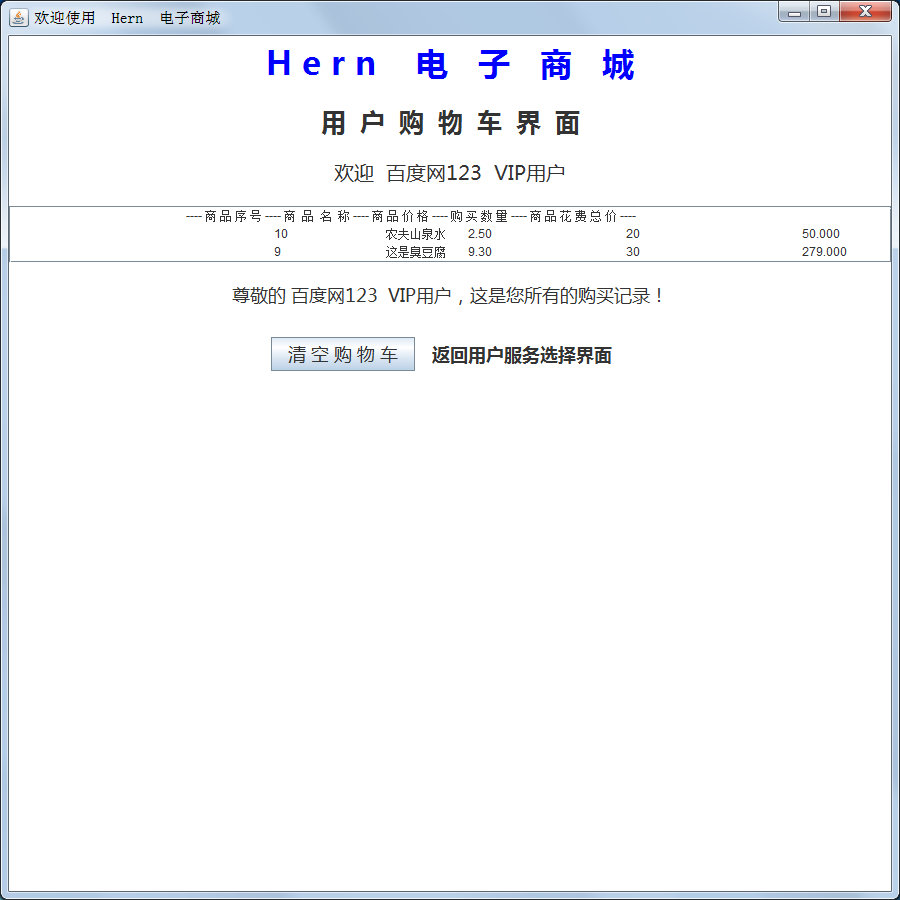 欢迎使用 Hern 电子商城
Hern 电 子 商 城
用 户 购 物 车 界 面
欢迎 百度网123 VIP用户
----商品序号----商 品 名 称----商品价格----购买数量----商品花费总价----
10 农夫山泉水 2.50 20 50.000
9 这是臭豆腐 9.30 30 279.000
尊敬的 百度网123 VIP用户，这是您所有的购买记录！
清空购物车 返回用户服务选择界面